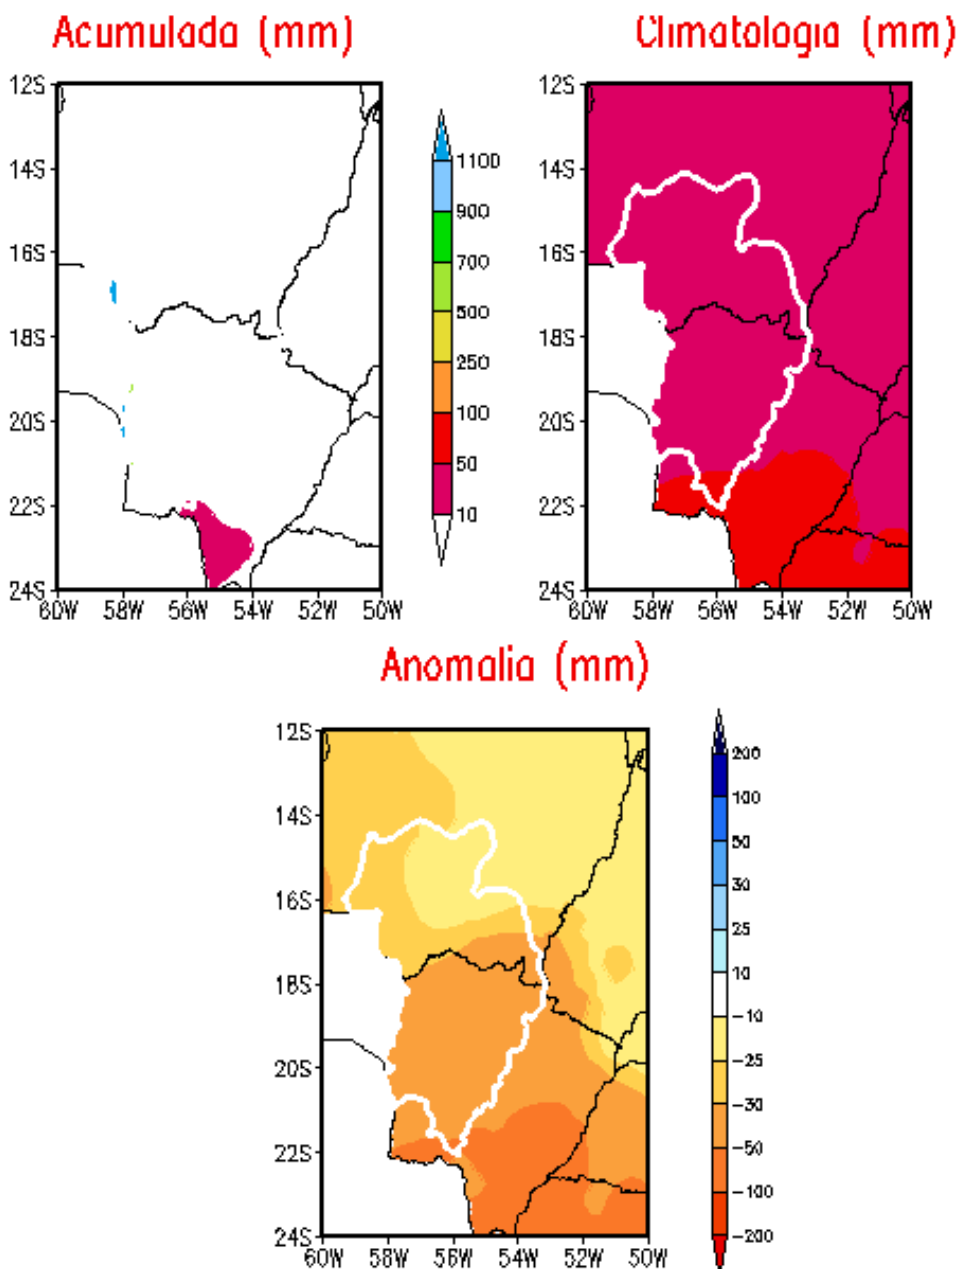 Acumulada (mm)
Climatologia (mm)
12S
14S
16S
18S
20S
22S
24S
60W 58W 56W 54W 52W 50W
1100
900
700
500
250
100
50
10
12S
14S
16S
18S
20S
22S
24S
60W 58W 56W 54W 52W 50W
Anomalia (mm)
12S
14S
16S
18S
20S
22S
24S
60W 58W 56W 54W 52W 50W
200
100
50
30
25
10
-10
-25
-30
-50
-100
-200